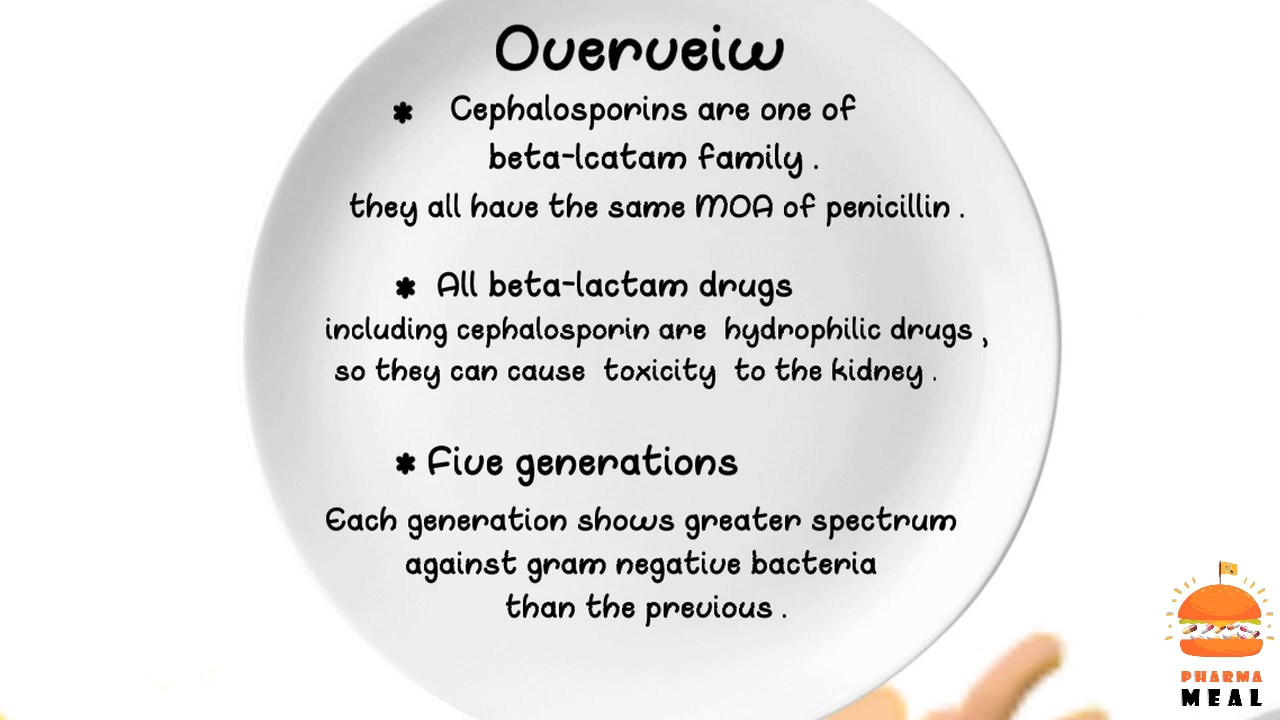 Overveiw
* Cephalosporins are one of
beta-lcatam family .
they all have the same MOA of penicillin .
* All beta-lactam drugs
including cephalosporin are hydrophilic drugs ,
so they can cause toxicity to the kidney .
* Five generations
Each generation shows greater spectrum
against gram negative bacteria
than the previous .
PHARMA
MEAL